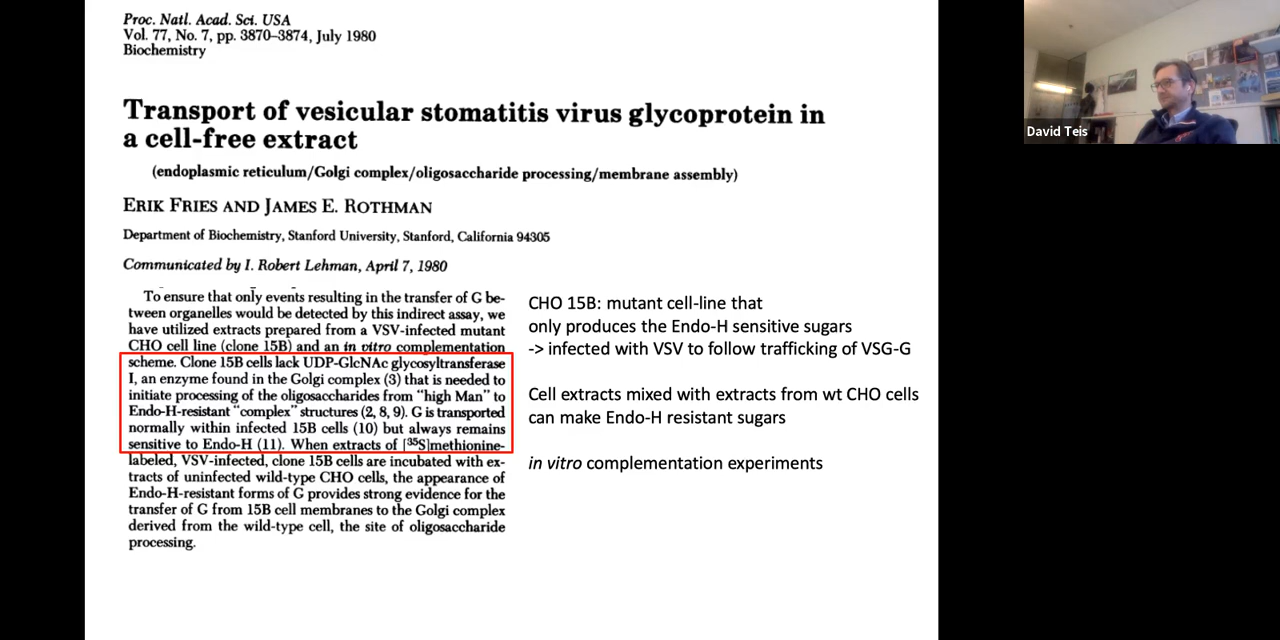 Proc. Natl. Acad. Sci. USA
Vol. 77, No. 7, pp. 3870–3874, July 1980
Biochemistry
Transport of vesicular stomatitis virus glycoprotein in
a cell-free extract
(endoplasmic reticulum/Golgi complex/oligosaccharide processing/membrane assembly)
ERIK FRIES AND JAMES E. ROTHMAN
Department of Biochemistry, Stanford University, Stanford, California 94305
Communicated by I. Robert Lehman, April 7, 1980
To ensure that only events resulting in the transfer of G be-
tween organelles would be detected by this indirect assay, we
have utilized extracts prepared from a VSV-infected mutant
CHO cell line (clone 15B) and an in vitro complementation
scheme. Clone 15B cells lack UDP-GlcNAc glycosyltransferase
I, an enzyme found in the Golgi complex (3) that is needed to
initiate processing of the oligosaccharides from “high Man” to
Endo-H-resistant “complex” structures (2, 8, 9). G is transported
normally within infected 15B cells (10) but always remains
sensitive to Endo-H (11). When extracts of [³⁵S]methionine-
labeled, VSV-infected, clone 15B cells are incubated with ex-
tracts of uninfected wild-type CHO cells, the appearance of
Endo-H-resistant forms of G provides strong evidence for the
transfer of G from 15B cell membranes to the Golgi complex
derived from the wild-type cell, the site of oligosaccharide
processing.
CHO 15B: mutant cell-line that
only produces the Endo-H sensitive sugars
-> infected with VSV to follow trafficking of VSG-G
Cell extracts mixed with extracts from wt CHO cells
can make Endo-H resistant sugars
in vitro complementation experiments
David Teis